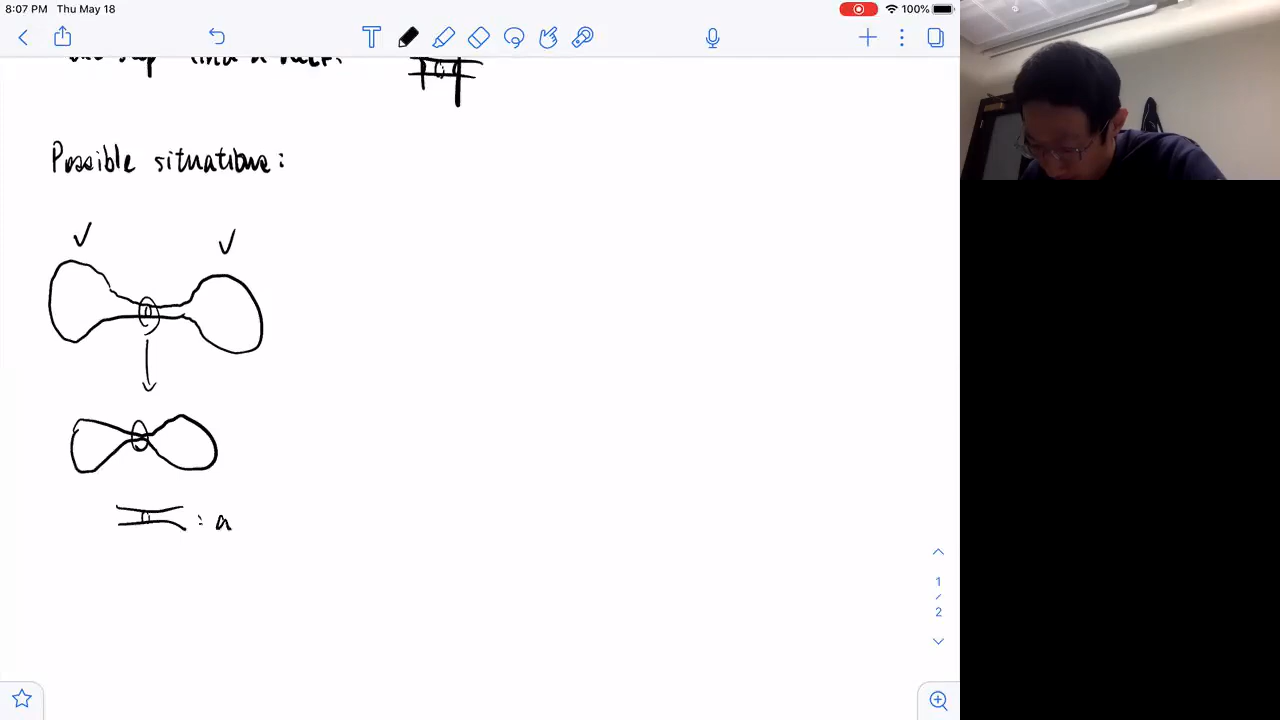 8:07 PM Thu May 18
100%
Possible situations:
: a
1
/
2